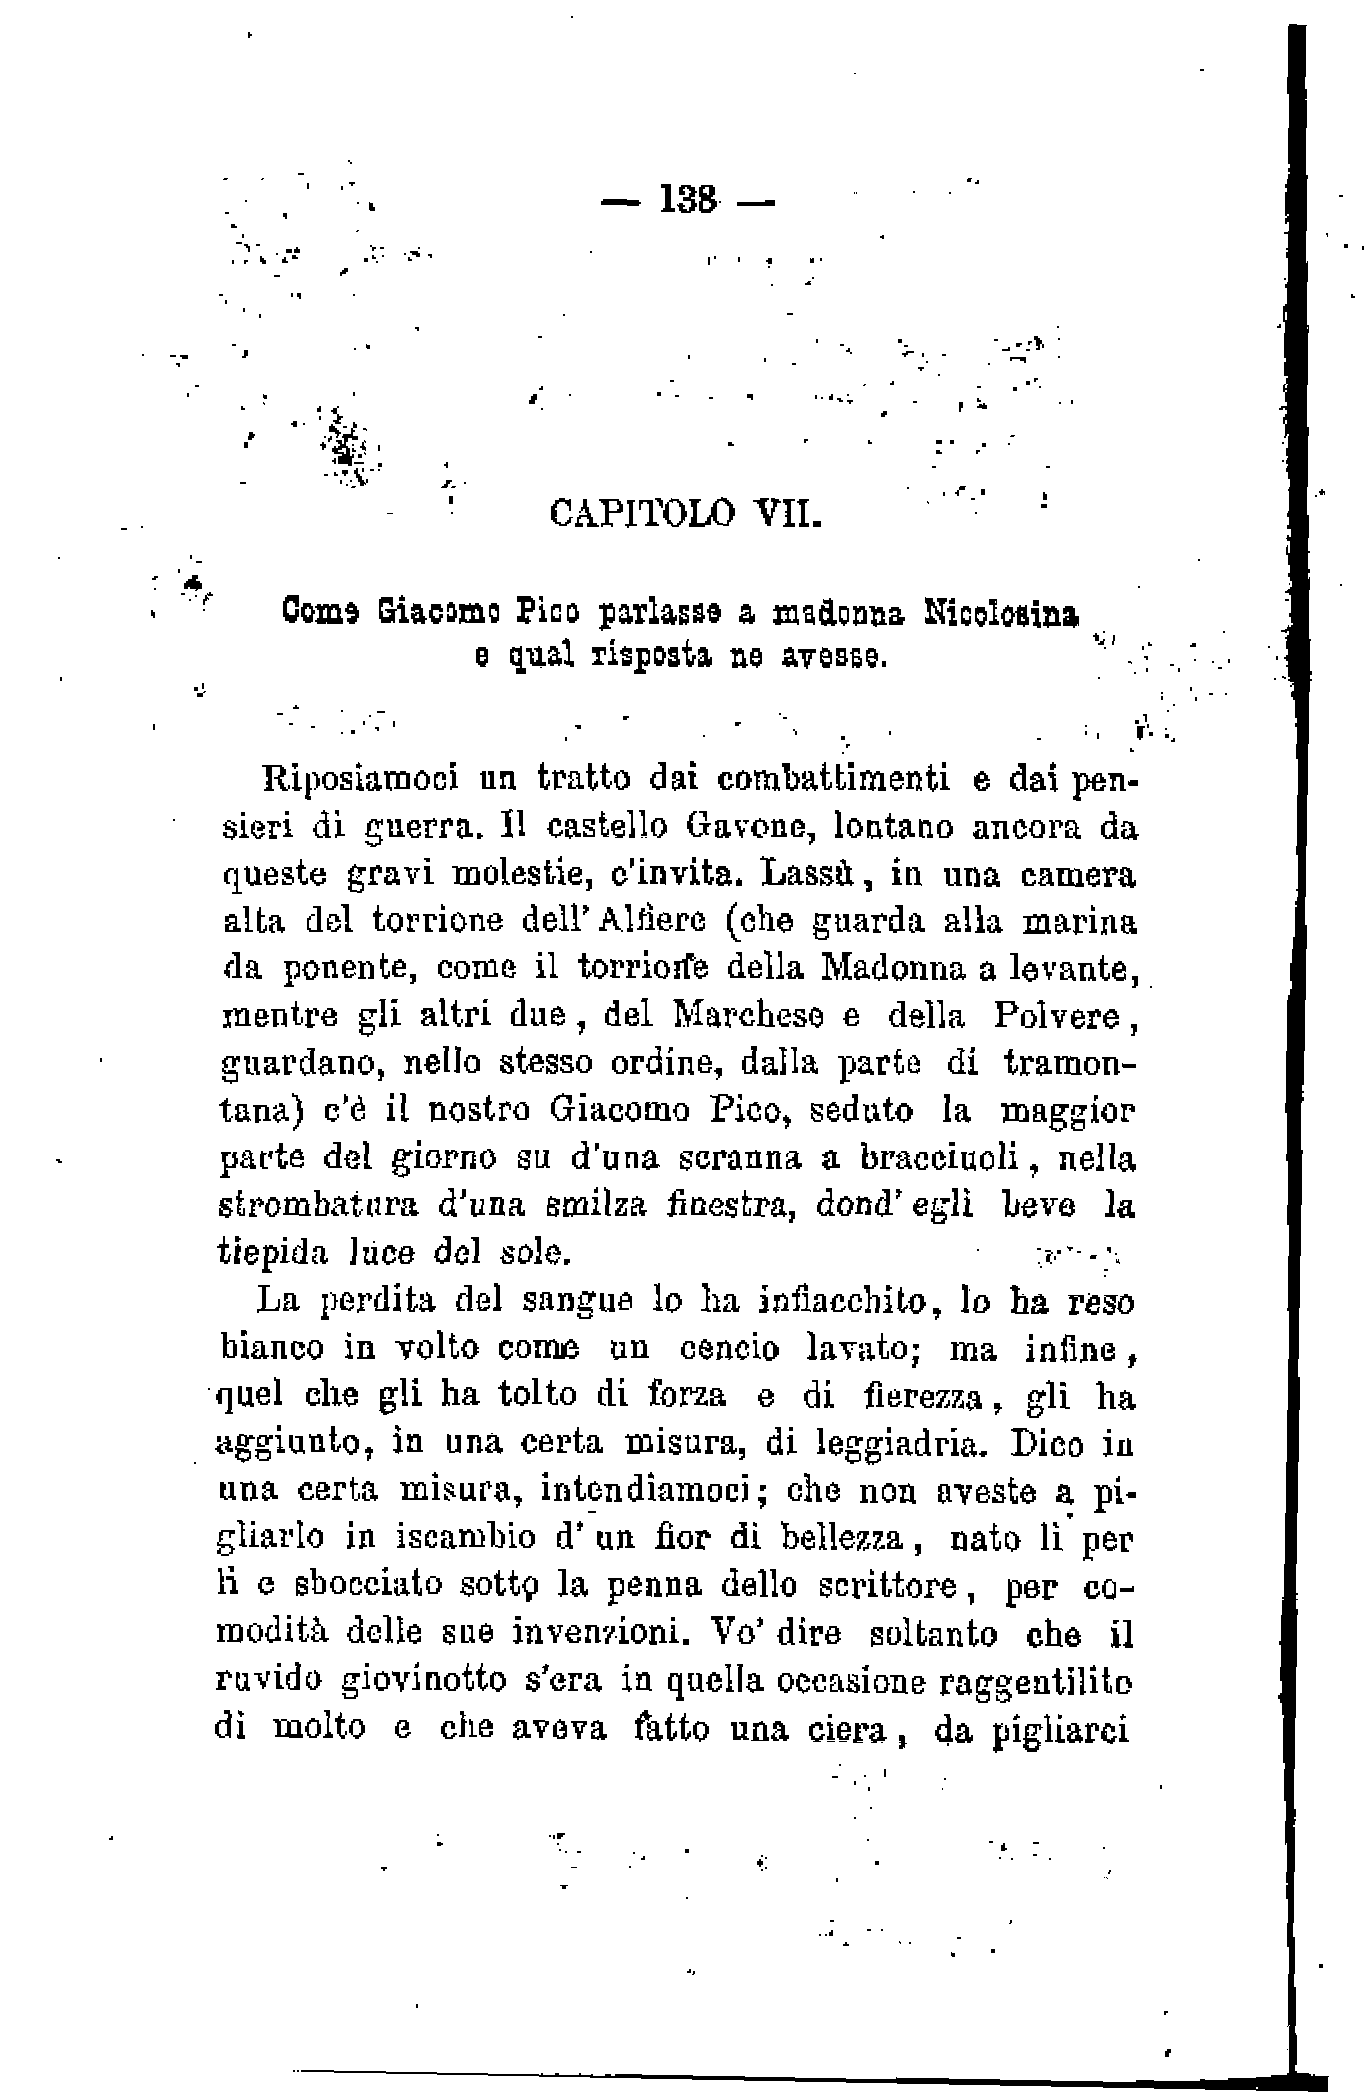 — 138 —
CAPITOLO VII.
Come Giacomo Pico parlasse a madonna Nicolosina
e qual risposta ne avesse.
Riposiamoci un tratto dai combattimenti e dai pen-
sieri di guerra. Il castello Gavone, lontano ancora da
queste gravi molestie, c'invita. Lassù, in una camera
alta del torrione dell'Alfiere (che guarda alla marina
da ponente, come il torrione della Madonna a levante,
mentre gli altri due, del Marchese e della Polvere,
guardano, nello stesso ordine, dalla parte di tramon-
tana) c'è il nostro Giacomo Pico, seduto la maggior
parte del giorno su d'una scranna a bracciuoli, nella
strombatura d'una smilza finestra, dond'egli beve la
tiepida luce del sole.
La perdita del sangue lo ha infiacchito, lo ha reso
bianco in volto come un cencio lavato; ma infine,
quel che gli ha tolto di forza e di fierezza, gli ha
aggiunto, in una certa misura, di leggiadria. Dico in
una certa misura, intendiamoci; che non aveste a pi-
gliarlo in iscambio d'un fior di bellezza, nato lì per
lì e sbocciato sotto la penna dello scrittore, per co-
modità delle sue invenzioni. Vo' dire soltanto che il
ruvido giovinotto s'era in quella occasione raggentilito
di molto e che aveva fatto una ciera, da pigliarci